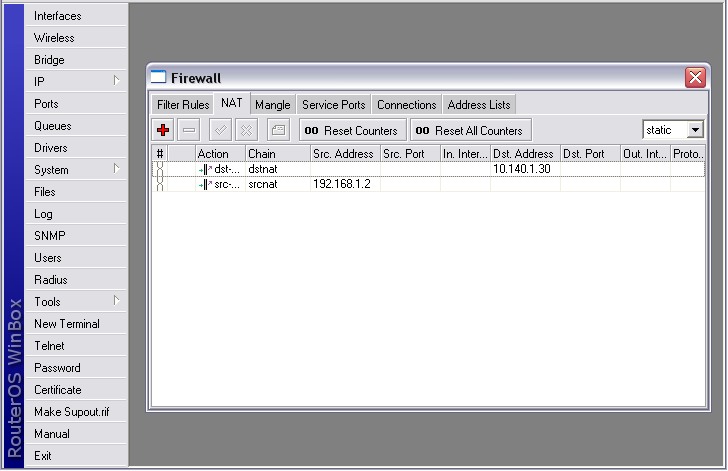 Interfaces
Wireless
Bridge
IP
Ports
Queues
Drivers
System
Files
Log
SNMP
Users
Radius
Tools
New Terminal
Telnet
Password
Certificate
Make Supout.rif
Manual
Exit
RouterOS WinBox
Firewall
Filter Rules NAT Mangle Service Ports Connections Address Lists
00 Reset Counters 00 Reset All Counters static
# Action Chain Src. Address Src. Port In. Inter... Dst. Address Dst. Port Out. Int... Proto...
0 dst-... dstnat 10.140.1.30
src-... srcnat 192.168.1.2